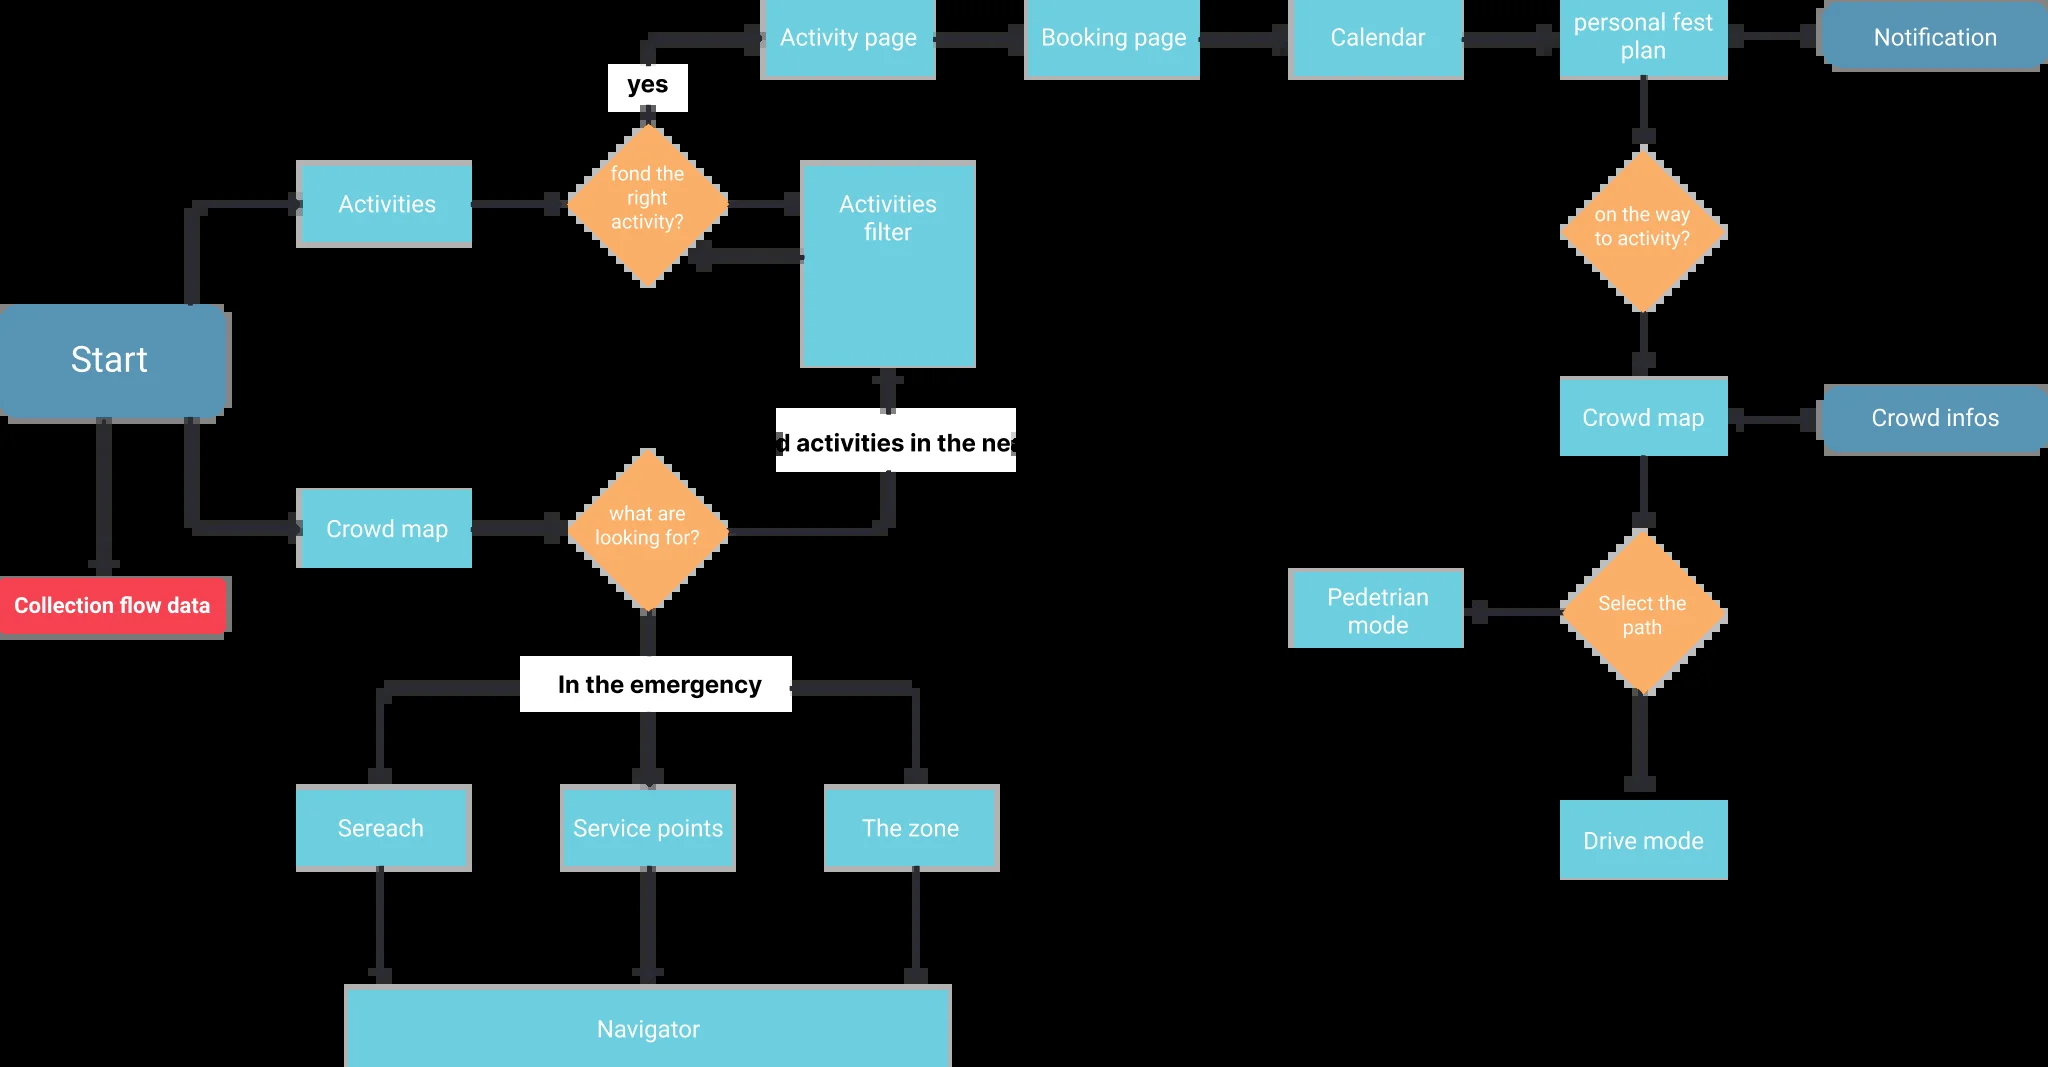 Activity page
Booking page
Calendar
personal fest
plan
Notification
yes
fond the
right
activity?
Activities
Activities
filter
on the way
to activity?
Start
Crowd map
Crowd infos
activities in the
Crowd map
what are
looking for?
Collection flow data
Pedetrian
mode
Select the
path
In the emergency
Sereach
Service points
The zone
Drive mode
Navigator